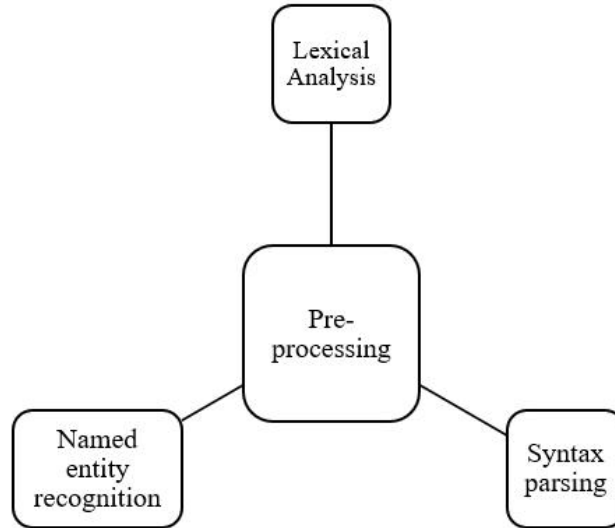 Lexical
Analysis
Pre-
processing
Named
entity
recognition
Syntax
parsing